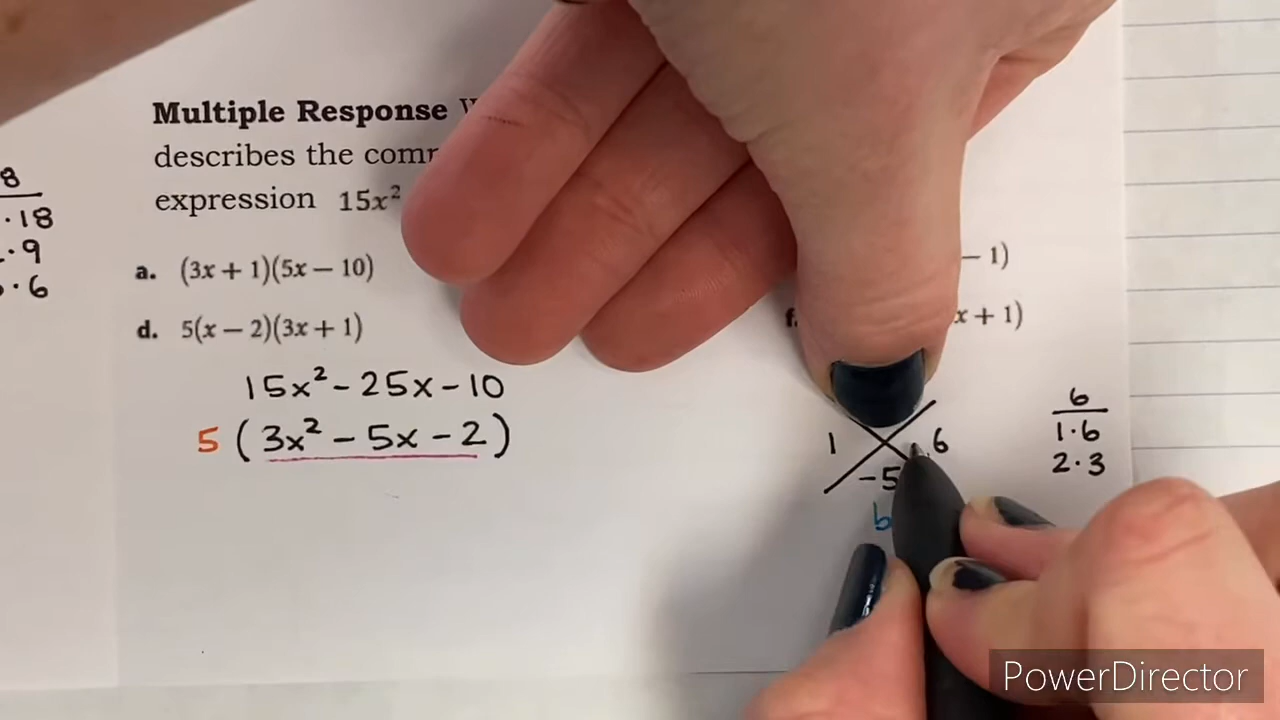 Multiple Response
describes the
expression 15x²
a. (3x + 1)(5x − 10)
− 1)
d. 5(x − 2)(3x + 1)
f.
x + 1)
8
· 18
· 9
· 6
15x² − 25x − 10
5 (3x² − 5x − 2)
1
6
−5
b
6
1 · 6
2 · 3
PowerDirector